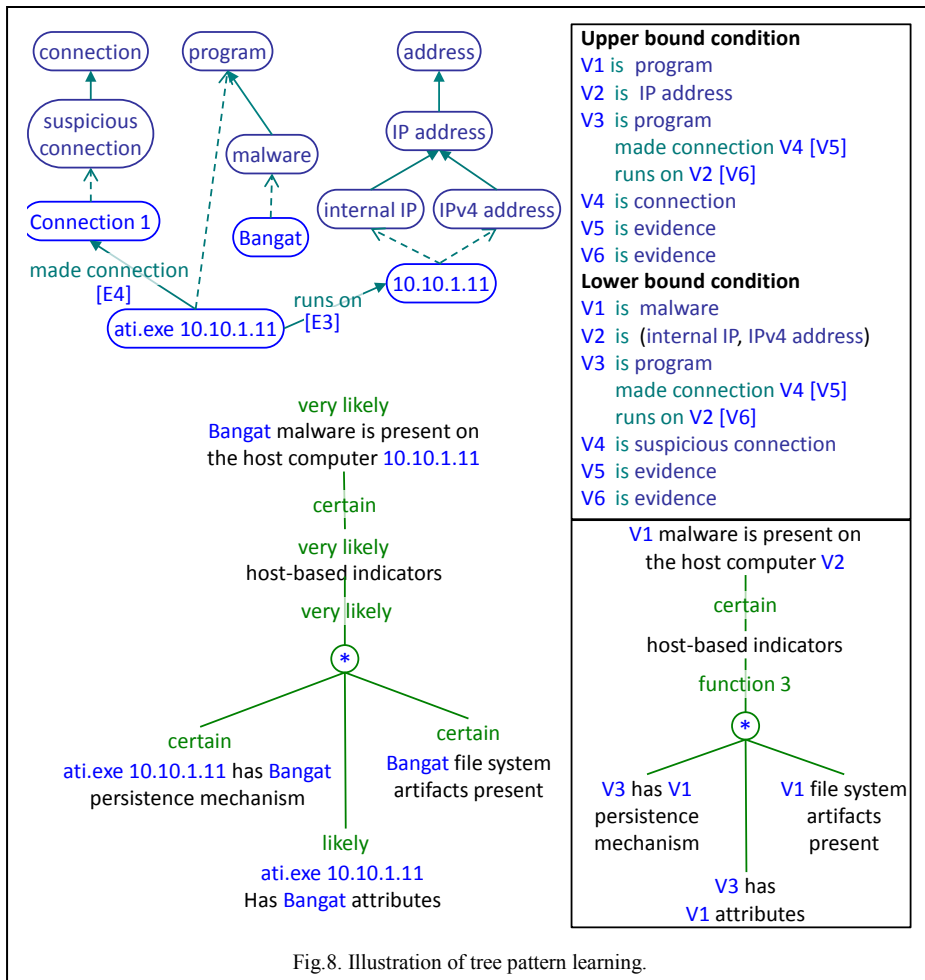 connection
program
address
suspicious
connection
malware
IP address
Connection 1
Bangat
internal IP
IPv4 address
made connection
[E4]
10.10.1.11
runs on
[E3]
ati.exe 10.10.1.11
very likely
Bangat malware is present on
the host computer 10.10.1.11
certain
very likely
host-based indicators
very likely
*
certain
ati.exe 10.10.1.11 has Bangat
persistence mechanism
certain
Bangat file system
artifacts present
likely
ati.exe 10.10.1.11
Has Bangat attributes
Upper bound condition
V1 is program
V2 is IP address
V3 is program
made connection V4 [V5]
runs on V2 [V6]
V4 is connection
V5 is evidence
V6 is evidence
Lower bound condition
V1 is malware
V2 is (internal IP, IPv4 address)
V3 is program
made connection V4 [V5]
runs on V2 [V6]
V4 is suspicious connection
V5 is evidence
V6 is evidence
V1 malware is present on
the host computer V2
certain
host-based indicators
function 3
*
V3 has V1
persistence
mechanism
V1 file system
artifacts
present
V3 has
V1 attributes
Fig.8. Illustration of tree pattern learning.